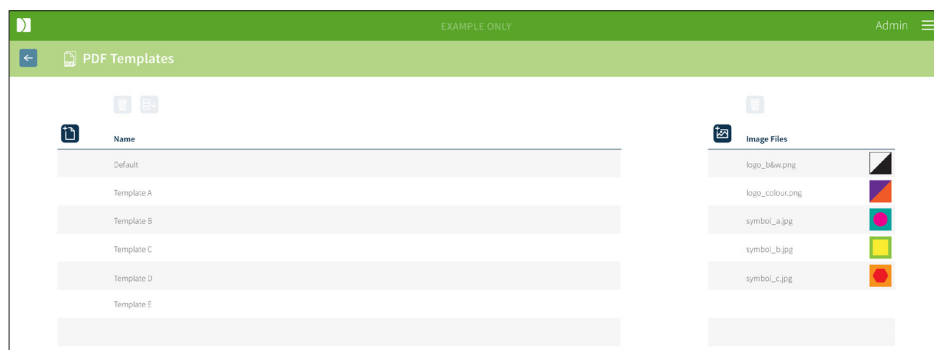 EXAMPLE ONLY
Admin
PDF Templates
Name
Default
Template A
Template B
Template C
Template D
Template E
Image Files
logo_b&w.png
logo_colour.png
symbol_a.jpg
symbol_b.jpg
symbol_c.jpg